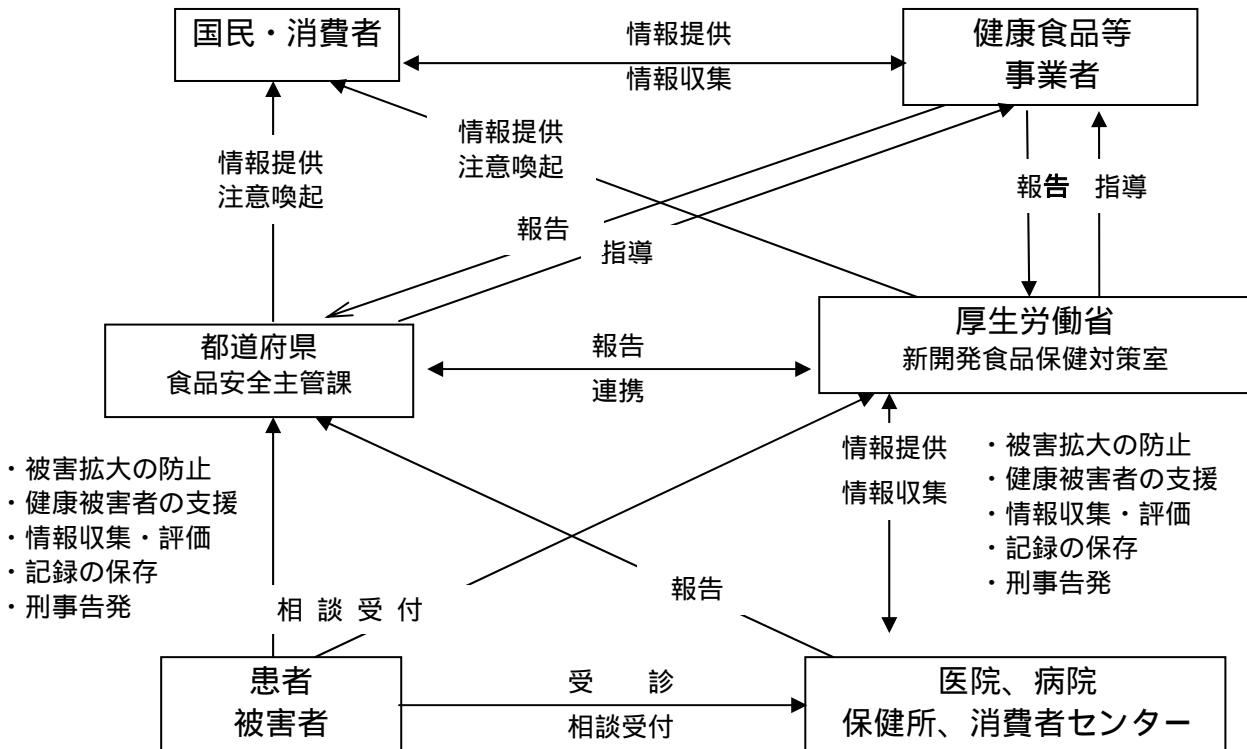 国民・消費者
情報提供
情報収集
健康食品等
事業者
情報提供
注意喚起
情報提供
注意喚起
報告 指導
報告
指導
都道府県
食品安全主管課
報告
連携
厚生労働省
新開発食品保健対策室
・被害拡大の防止
・健康被害者の支援
・情報収集・評価
・記録の保存
・刑事告発
情報提供
情報収集
・被害拡大の防止
・健康被害者の支援
・情報収集・評価
・記録の保存
・刑事告発
相 談 受 付
報告
患者
被害者
受 診
相談受付
医院、病院
保健所、消費者センター